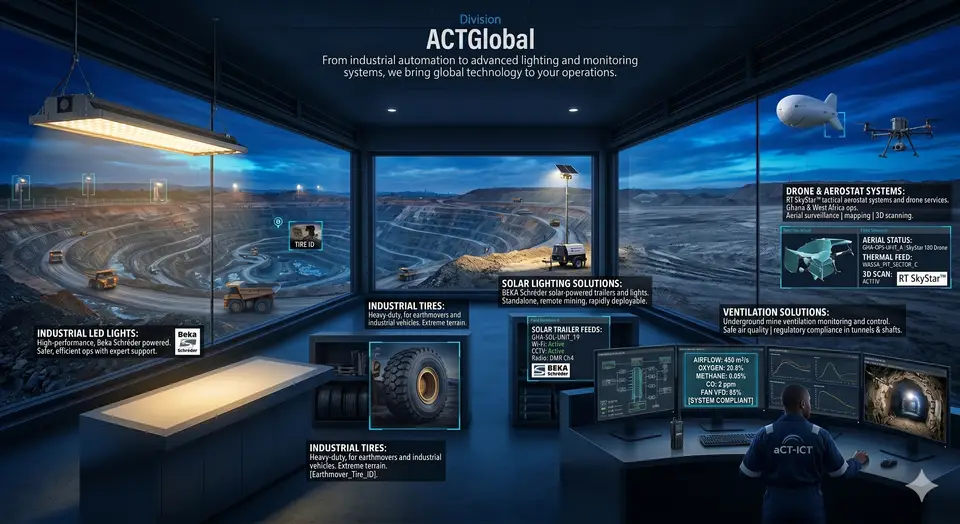 Division
ACTGlobal
From industrial automation to advanced lighting and monitoring
systems, we bring global technology to your operations.
DRONE & AEROSTAT SYSTEMS:
RT SkyStar™ tactical aerostat systems and drone services.
Ghana & West Africa ops.
Aerial surveillance | mapping | 3D scanning.
AERIAL STATUS:
GHA-OPS-UNIT_A | SkyStar 180 Drone
THERMAL FEED:
WASSA_PIT_SECTOR_C
3D SCAN:
ACTTIV
RT SkyStar™
TIRE ID
SOLAR LIGHTING SOLUTIONS:
BEKA Schréder solar-powered trailers and lights.
Standalone, remote mining, rapidly deployable.
INDUSTRIAL TIRES:
Heavy-duty, for earthmovers and
industrial vehicles. Extreme terrain.
VENTILATION SOLUTIONS:
Underground mine ventilation monitoring and control.
Safe air quality | regulatory compliance in tunnels & shafts.
INDUSTRIAL LED LIGHTS:
High-performance, Beka Schréder powered.
Safer, efficient ops with expert support.
Beka
Schréder
SOLAR TRAILER FEEDS:
GHA-SOL-UNIT_19
Wi-Fi: Active
CCTV: Active
Radio: DMR Ch4
BEKA
Schréder
AIRFLOW: 450 m³/s
OXYGEN: 20.8%
METHANE: 0.05%
CO: 2 ppm
FAN VFD: 85%
[SYSTEM COMPLIANT]
INDUSTRIAL TIRES:
Heavy-duty, for earthmovers and industrial
vehicles. Extreme terrain.
[Earthmover_Tire_ID].
aCT-ICT